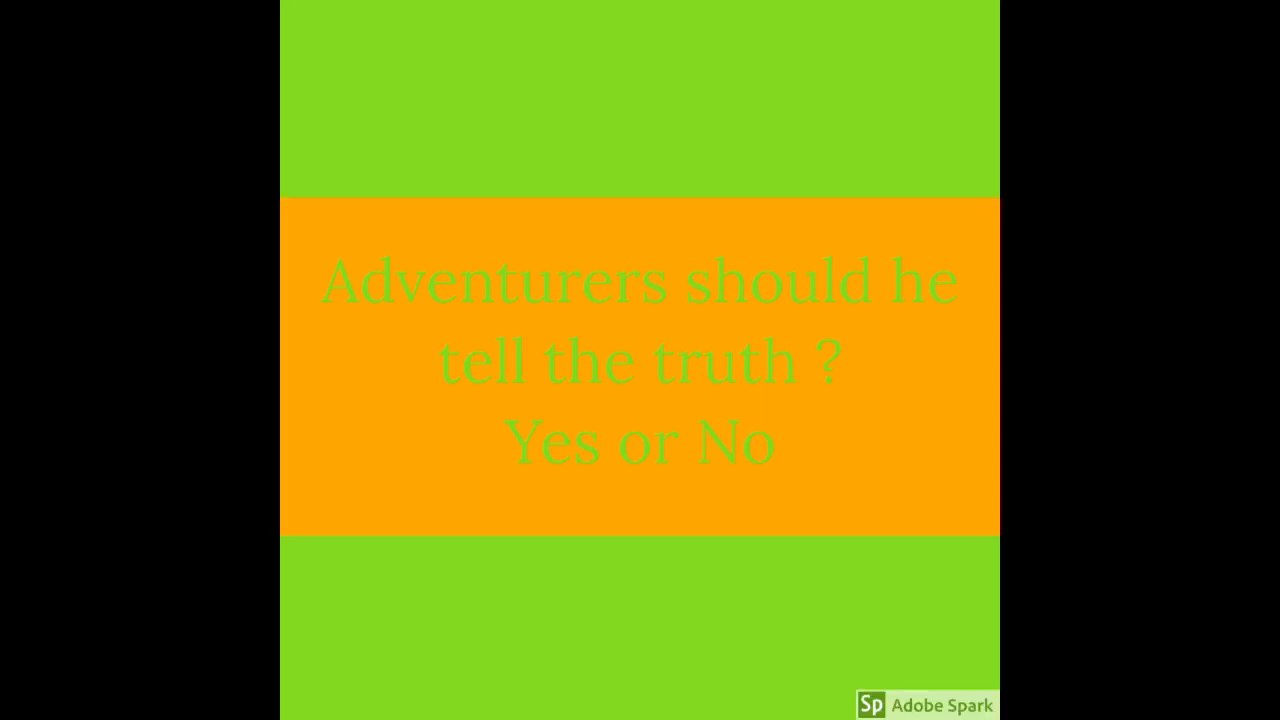 Adventurers should he
tell the truth ?
Yes or No
Sp Adobe Spark